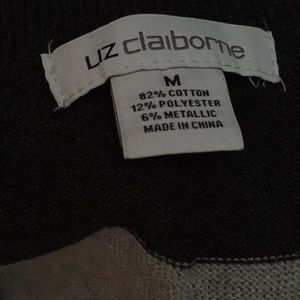 LIZ claiborne
M
82% COTTON
12% POLYESTER
6% METALLIC
MADE IN CHINA